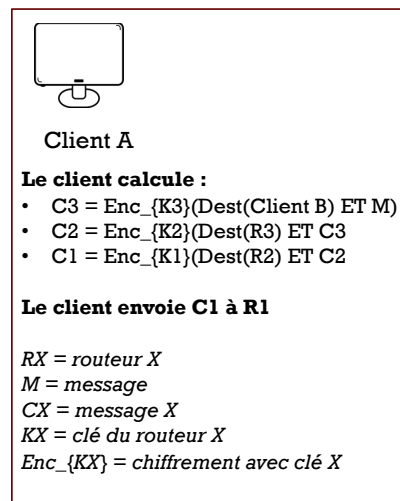 Client A
Le client calcule :
• C3 = Enc_{K3}(Dest(Client B) ET M)
• C2 = Enc_{K2}(Dest(R3) ET C3
• C1 = Enc_{K1}(Dest(R2) ET C2
Le client envoie C1 à R1
RX = routeur X
M = message
CX = message X
KX = clé du routeur X
Enc_{KX} = chiffrement avec clé X